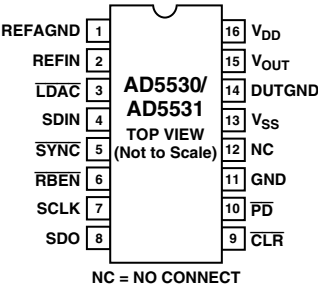 REFAGND 1
REFIN 2
LDAC 3
SDIN 4
SYNC 5
RBEN 6
SCLK 7
SDO 8
AD5530/
AD5531
TOP VIEW
(Not to Scale)
16 VDD
15 VOUT
14 DUTGND
13 VSS
12 NC
11 GND
10 PD
9 CLR
NC = NO CONNECT